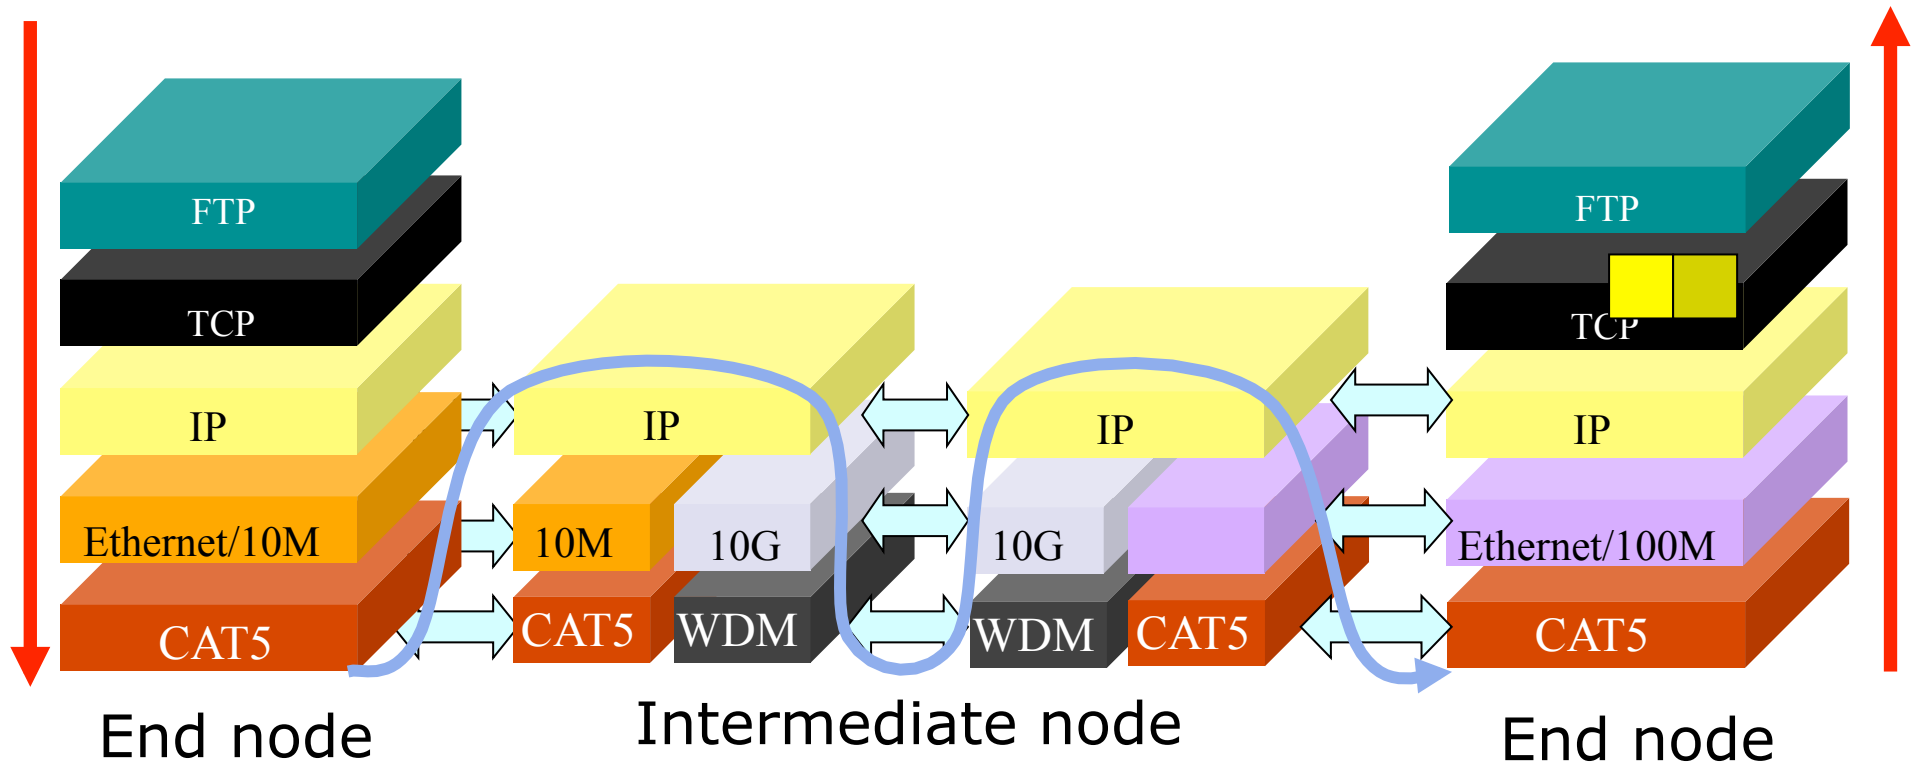 FTP
TCP
IP
Ethernet/10M
CAT5
End node
IP
10M
10G
CAT5
WDM
IP
10G
WDM
CAT5
Intermediate node
FTP
TCP
IP
Ethernet/100M
CAT5
End node